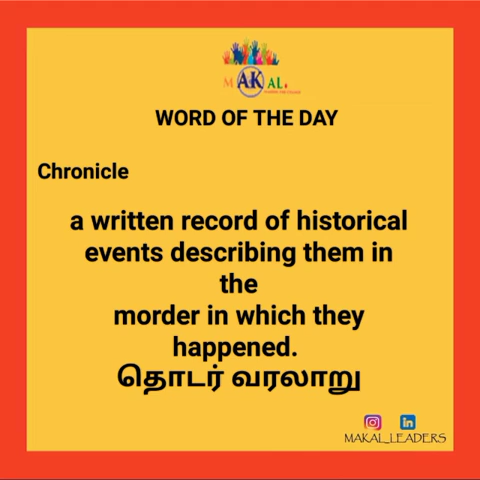 MAKAL.
WORD OF THE DAY
Chronicle
a written record of historical
events describing them in
the
morder in which they
happened.
தொடர் வரலாறு
MAKAL_LEADERS